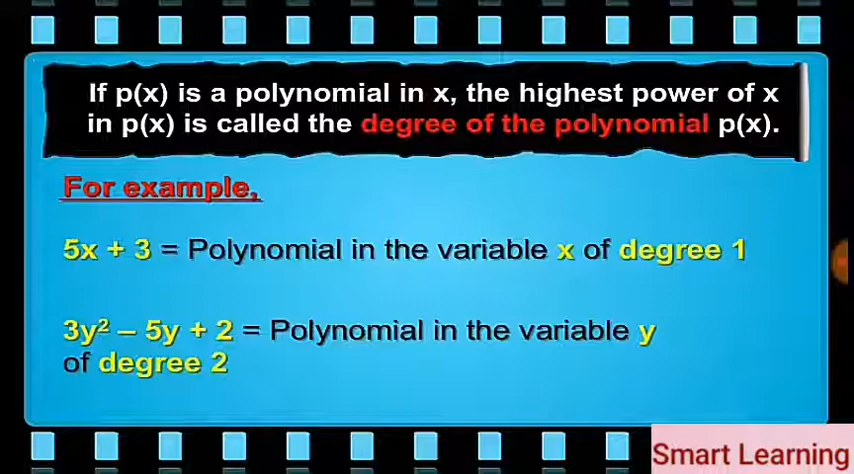 If p(x) is a polynomial in x, the highest power of x
in p(x) is called the degree of the polynomial p(x).
For example,
5x + 3 = Polynomial in the variable x of degree 1
3y² – 5y + 2 = Polynomial in the variable y
of degree 2
Smart Learning